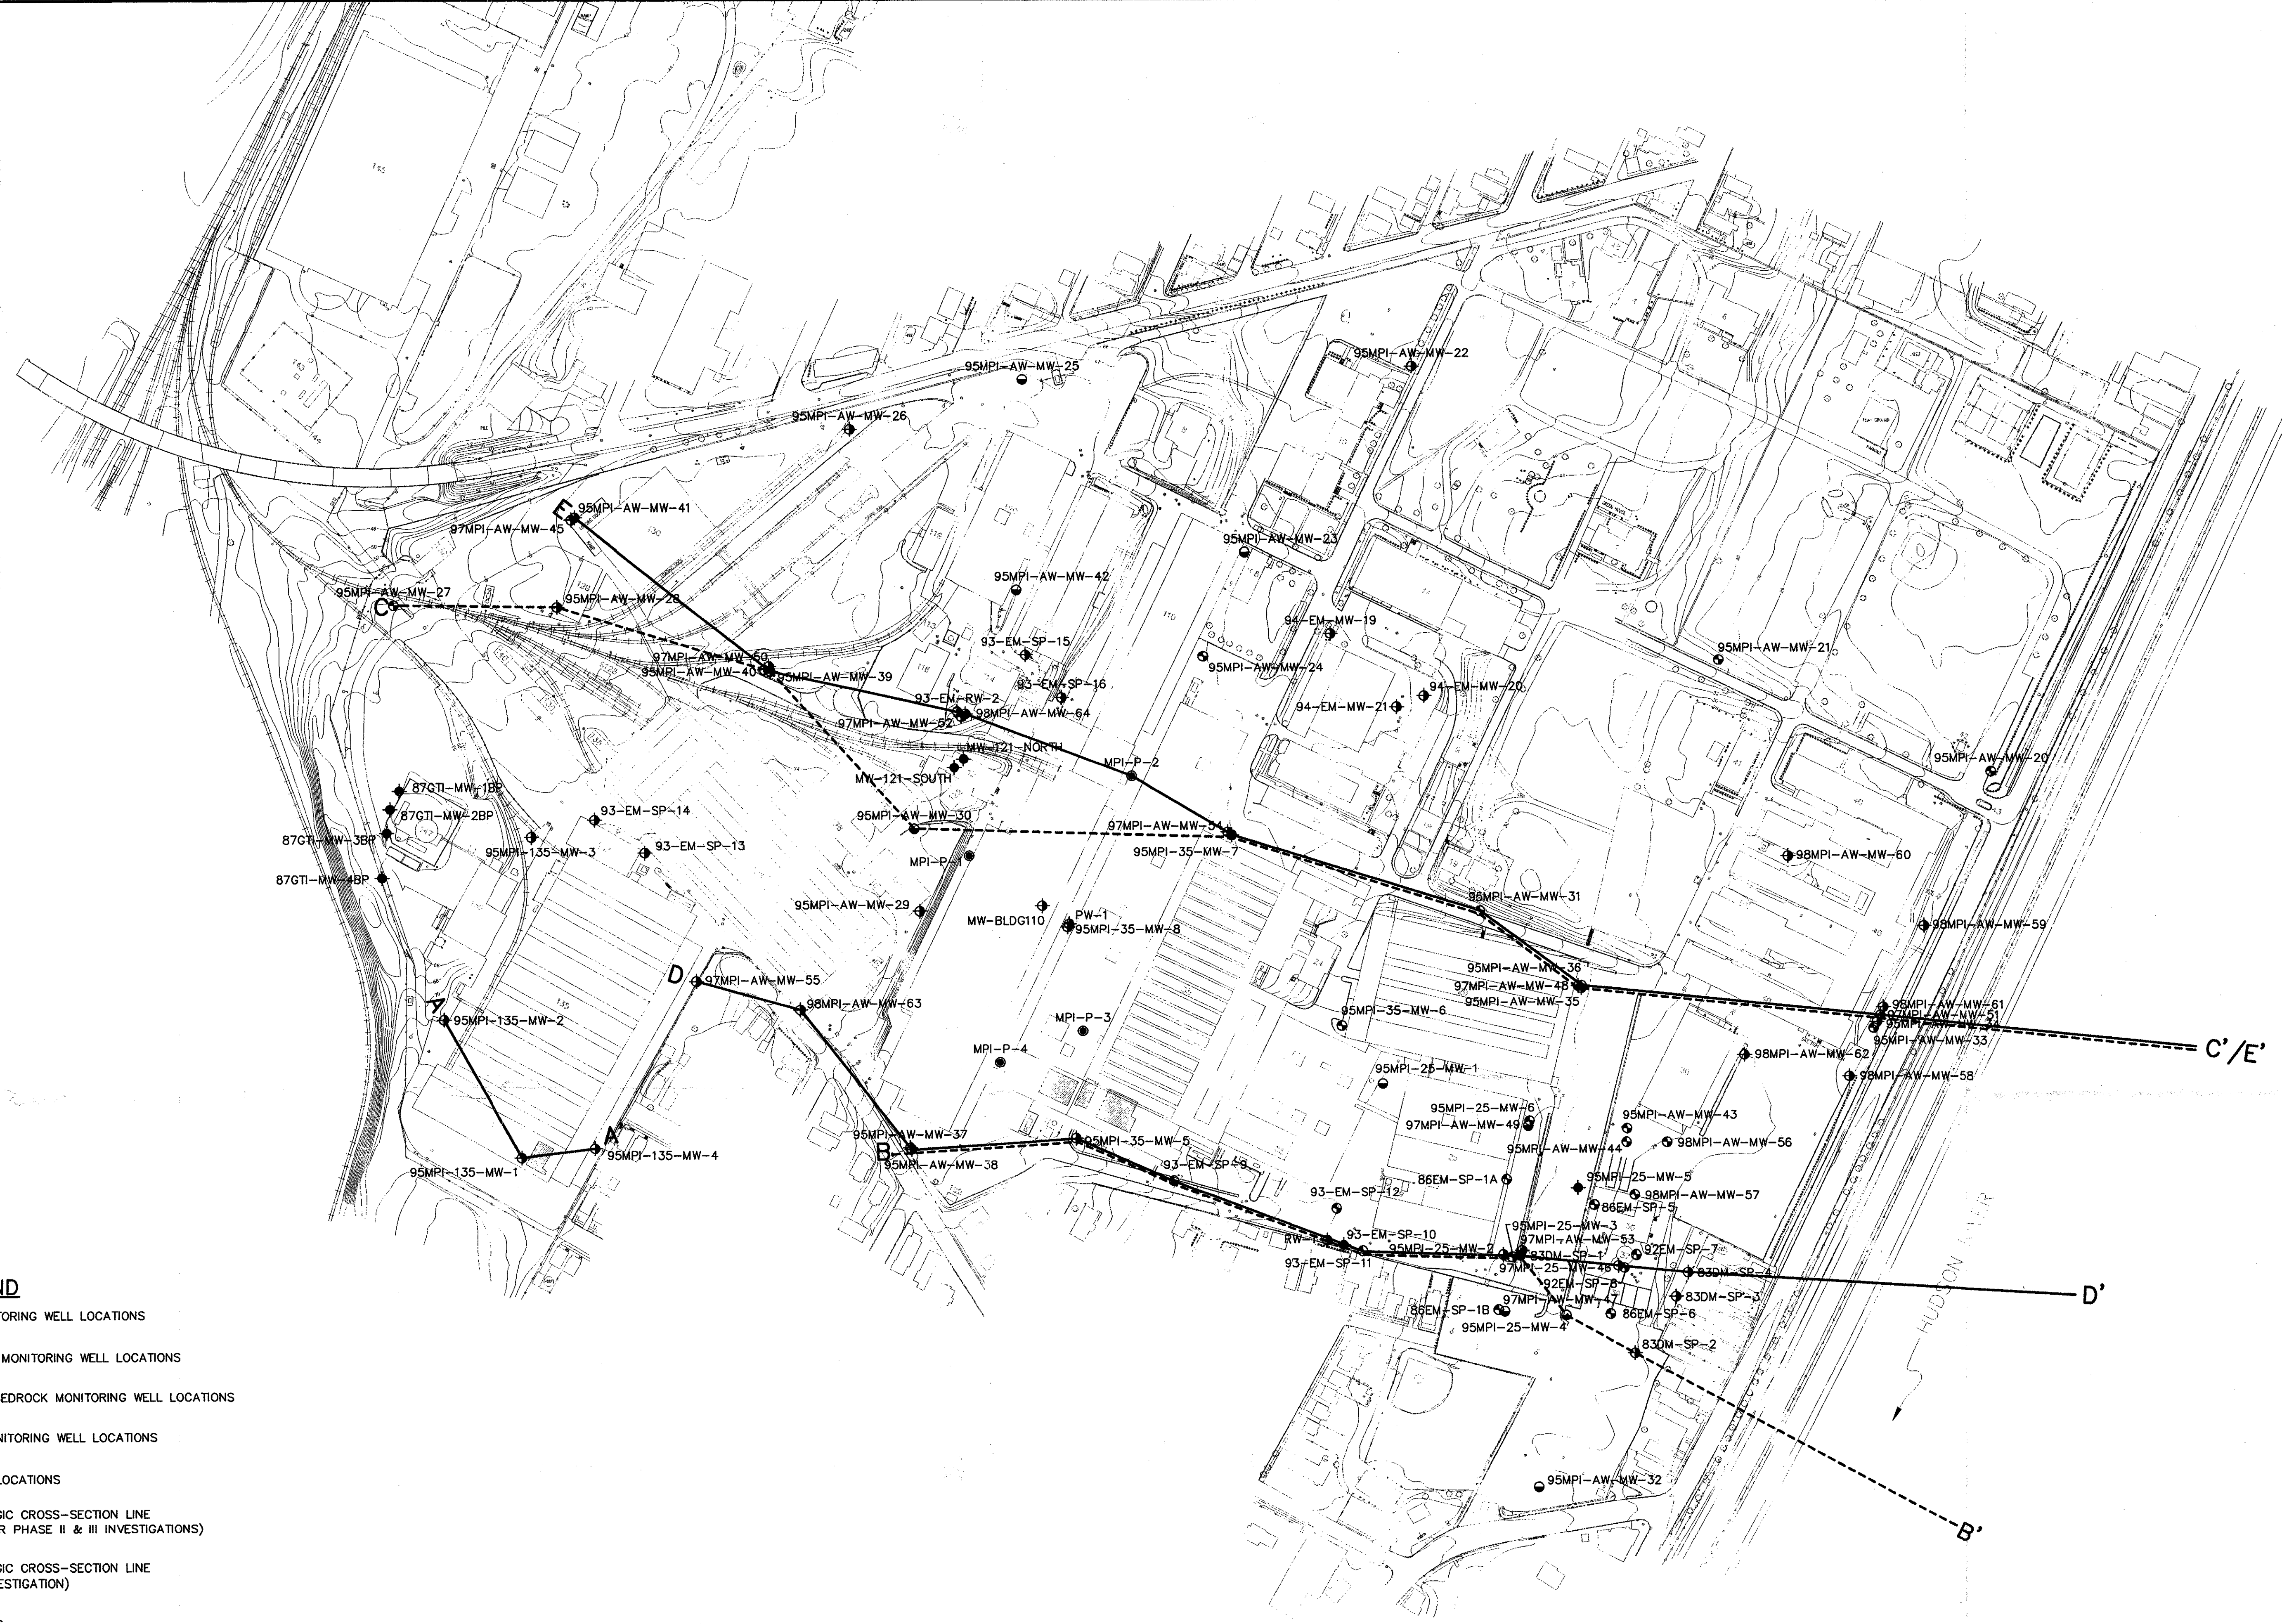 145
143
144
95MPI-AW-MW-22
95MPI-AW-MW-25
95MPI-AW-MW-26
PLAY GROUND
E
95MPI-AW-MW-41
97MPI-AW-MW-45
95MPI-AW-MW-23
95MPI-AW-MW-42
95MPI-AW-MW-27
C
95MPI-AW-MW-28
94-EM-MW-19
93-EM-SP-15
97MPI-AW-MW-50
95MPI-AW-MW-40
95MPI-AW-MW-39
95MPI-AW-MW-24
95MPI-AW-MW-21
93-EM-SP-16
94-EM-MW-20
93-EM-RW-2
98MPI-AW-MW-64
94-EM-MW-21
97MPI-AW-MW-52
MW-121-NORTH
MPI-P-2
95MPI-AW-MW-20
MW-121-SOUTH
87GTI-MW-1BP
87GTI-MW-2BP
93-EM-SP-14
95MPI-AW-MW-30
97MPI-AW-MW-54
87GTI-MW-3BP
95MPI-135-MW-3
93-EM-SP-13
95MPI-35-MW-7
98MPI-AW-MW-60
MPI-P-1
87GTI-MW-4BP
95MPI-AW-MW-31
95MPI-AW-MW-29
MW-BLDG110
PW-1
95MPI-35-MW-8
98MPI-AW-MW-59
D
97MPI-AW-MW-55
95MPI-AW-MW-36
97MPI-AW-MW-48
95MPI-AW-MW-35
A
135
95MPI-135-MW-2
98MPI-AW-MW-63
98MPI-AW-MW-61
97MPI-AW-MW-51
95MPI-AW-MW-34
95MPI-AW-MW-33
MPI-P-3
95MPI-35-MW-6
C'/E'
MPI-P-4
98MPI-AW-MW-62
95MPI-25-MW-1
98MPI-AW-MW-58
95MPI-25-MW-6
97MPI-AW-MW-49
95MPI-AW-MW-43
95MPI-AW-MW-37
B
95MPI-35-MW-5
98MPI-AW-MW-56
95MPI-AW-MW-44
A'
95MPI-135-MW-4
95MPI-135-MW-1
95MPI-AW-MW-38
93-EM-SP-9
86EM-SP-1A
95MPI-25-MW-5
98MPI-AW-MW-57
93-EM-SP-12
86EM-SP-5
HUDSON RIVER
RW-1
93-EM-SP-10
95MPI-25-MW-3
97MPI-AW-MW-53
95MPI-25-MW-2
83DM-SP-1
92EM-SP-7
93-EM-SP-11
97MPI-25-MW-46
83DM-SP-4
92EM-SP-8
D'
97MPI-AW-MW-47
83DM-SP-3
86EM-SP-1B
86EM-SP-6
95MPI-25-MW-4
83DM-SP-2
95MPI-AW-MW-32
B'
ND
TORING WELL LOCATIONS
MONITORING WELL LOCATIONS
EDROCK MONITORING WELL LOCATIONS
NITORING WELL LOCATIONS
LOCATIONS
GIC CROSS-SECTION LINE
R PHASE II & III INVESTIGATIONS)
GIC CROSS-SECTION LINE
ESTIGATION)